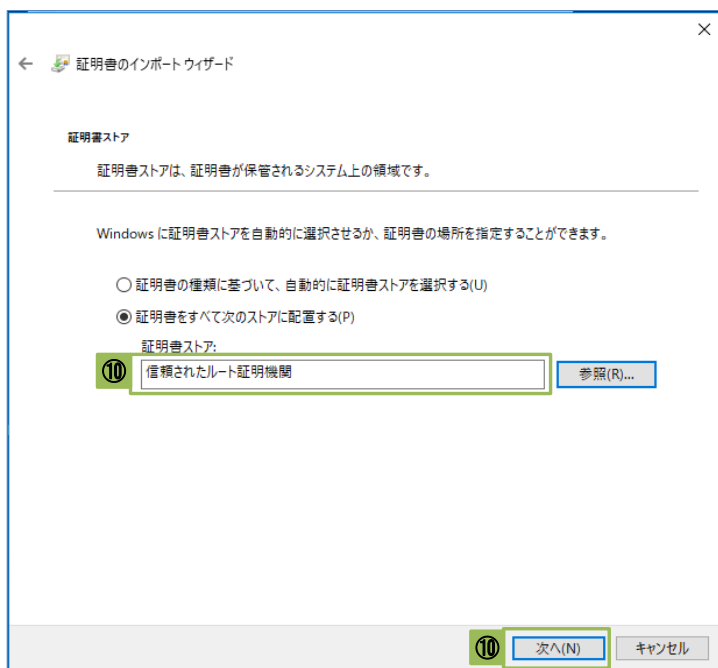 証明書のインポート ウィザード
証明書ストア
証明書ストアは、証明書が保管されるシステム上の領域です。
Windows に証明書ストアを自動的に選択させるか、証明書の場所を指定することができます。
証明書の種類に基づいて、自動的に証明書ストアを選択する(U)
証明書をすべて次のストアに配置する(P)
証明書ストア:
⑩ 信頼されたルート証明機関 参照(R)...
⑩ 次へ(N) キャンセル